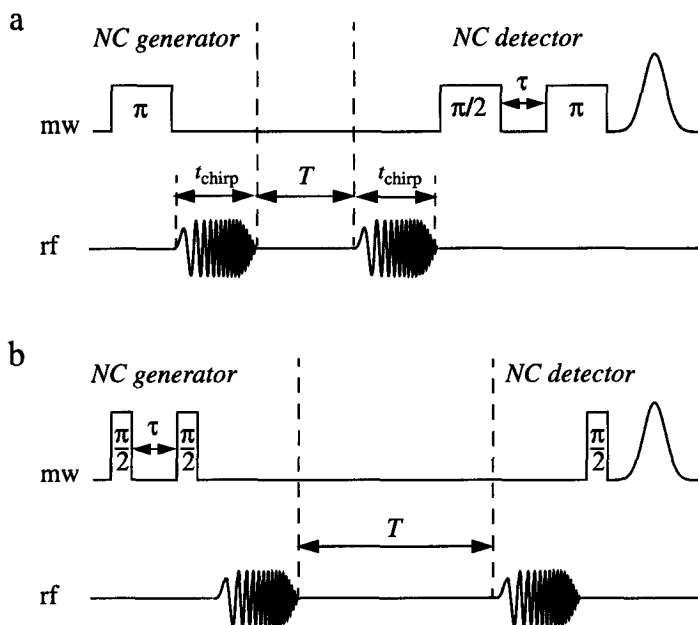 a
NC generator
NC detector
mw
π
π/2
τ
π
t_chirp
T
t_chirp
rf
b
NC generator
NC detector
mw
π/2
τ
π/2
π/2
T
rf